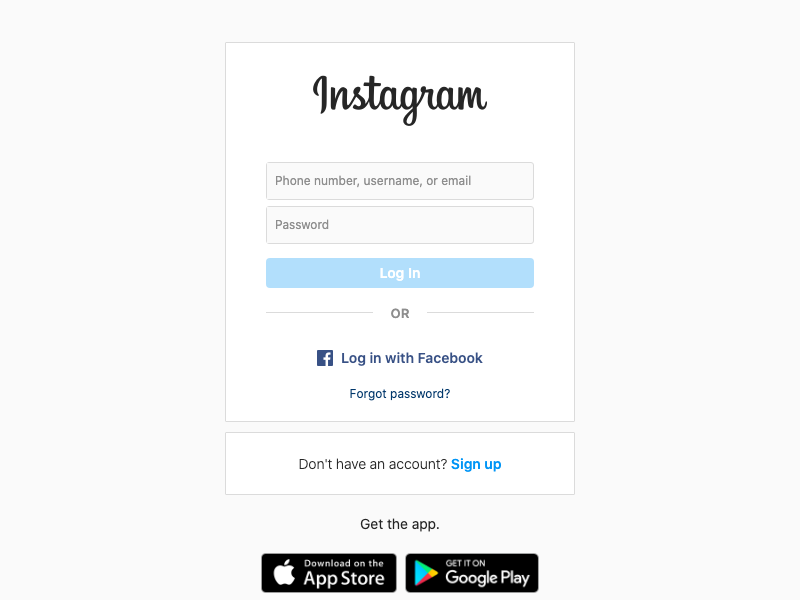 Instagram
Phone number, username, or email
Password
Log In
OR
Log in with Facebook
Forgot password?
Don't have an account? Sign up
Get the app.
Download on the
App Store
GET IT ON
Google Play